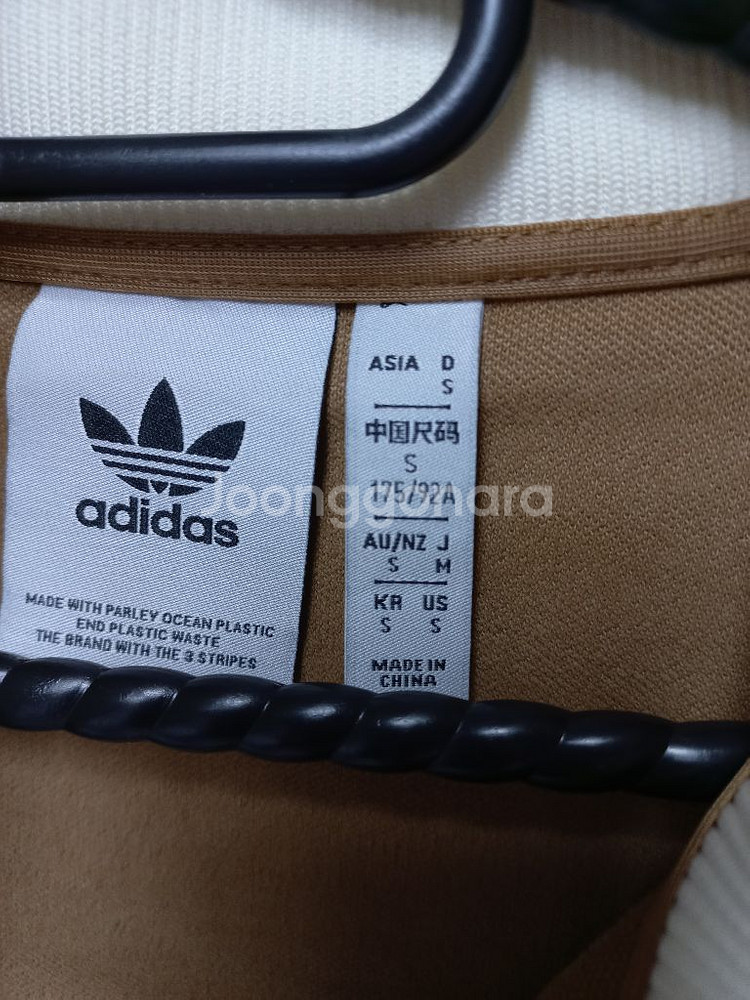 adidas
MADE WITH PARLEY OCEAN PLASTIC
END PLASTIC WASTE
THE BRAND WITH THE 3 STRIPES
ASIA D
S
中国尺码
S
175/92A
AU/NZ J
S M
KR US
S S
MADE IN
CHINA
Joonggonara